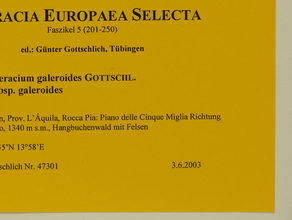 RACIA EUROPAEA SELECTA
Faszikel 5 (201-250)
ed.: Günter Gottschlich, Tübingen
eracium galeroides GOTTSCHL.
osp. galeroides
n, Prov. L'Áquila, Rocca Pia: Piano delle Cinque Miglia Richtung
o, 1340 m s.m., Hangbuchenwald mit Felsen
5'N 13°58'E
schlich Nr. 47301 3.6.2003